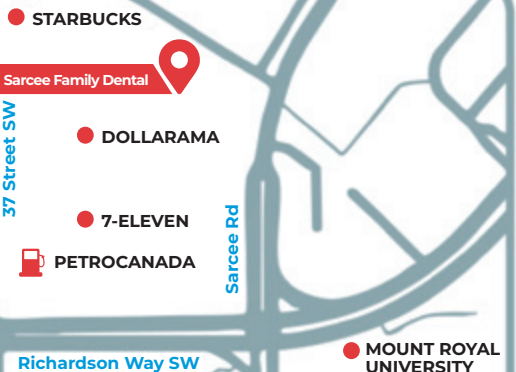 STARBUCKS
Sarcee Family Dental
37 Street SW
DOLLARAMA
7-ELEVEN
Sarcee Rd
PETROCANADA
Richardson Way SW
MOUNT ROYAL
UNIVERSITY